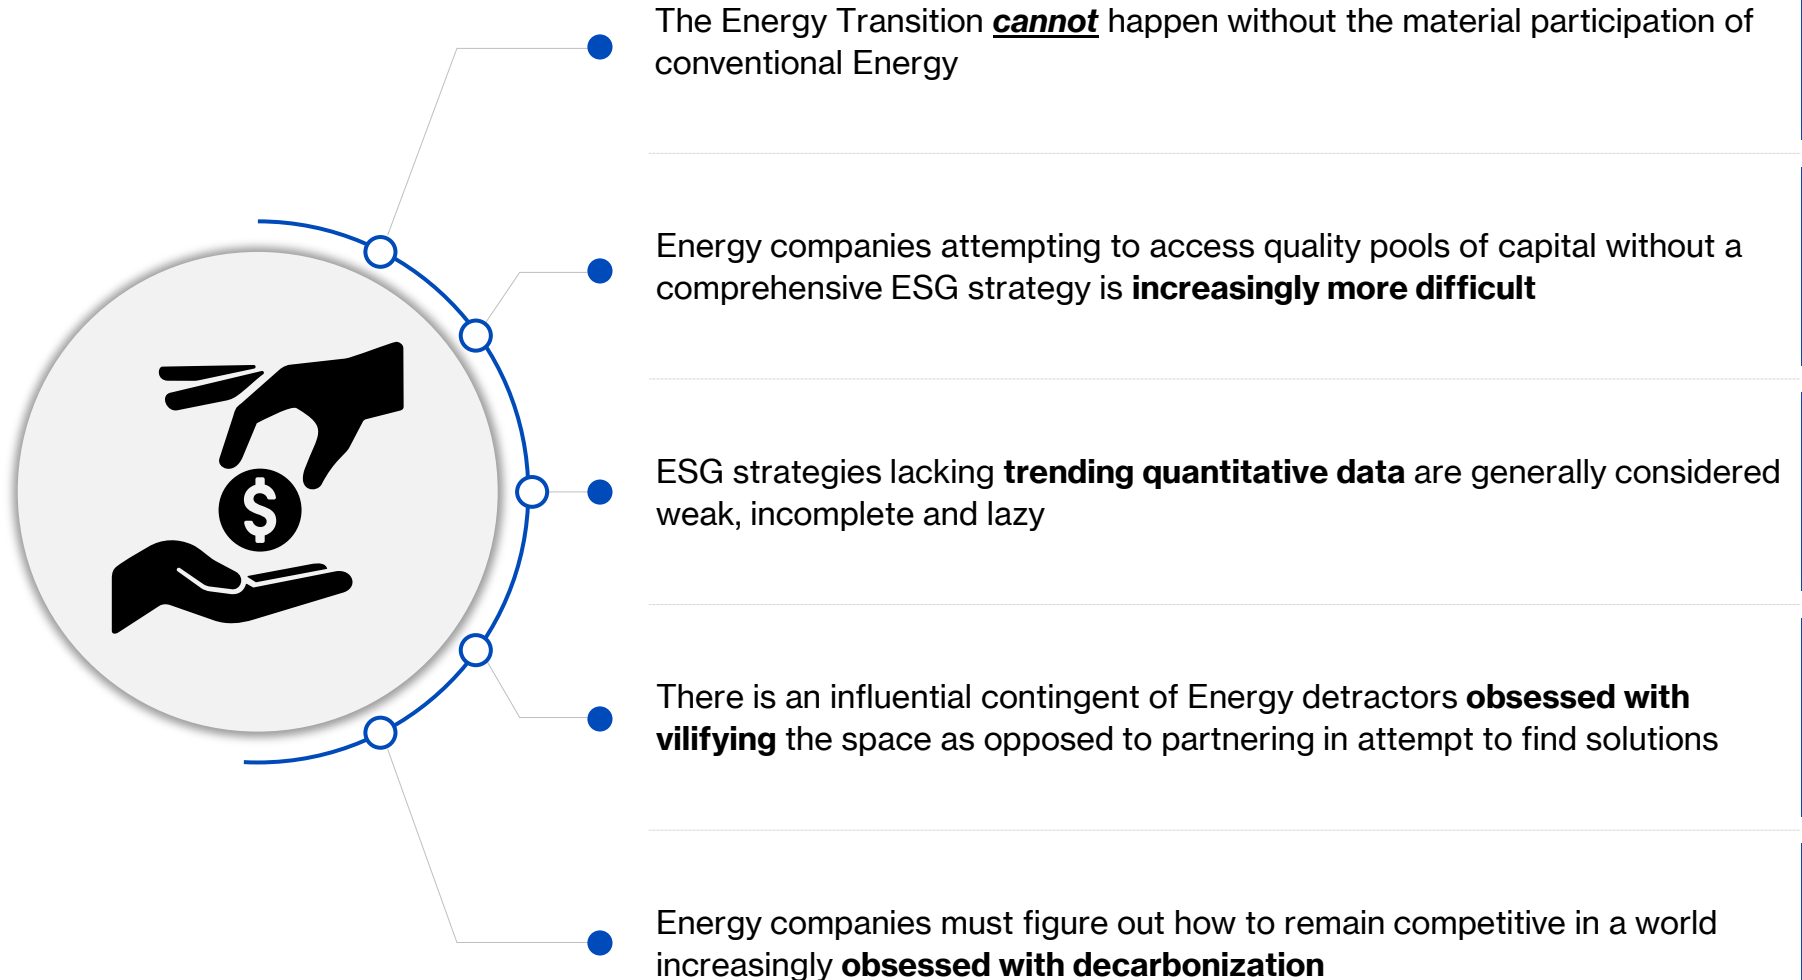 The Energy Transition cannot happen without the material participation of
conventional Energy
Energy companies attempting to access quality pools of capital without a
comprehensive ESG strategy is increasingly more difficult
ESG strategies lacking trending quantitative data are generally considered
weak, incomplete and lazy
There is an influential contingent of Energy detractors obsessed with
vilifying the space as opposed to partnering in attempt to find solutions
Energy companies must figure out how to remain competitive in a world
increasingly obsessed with decarbonization
$